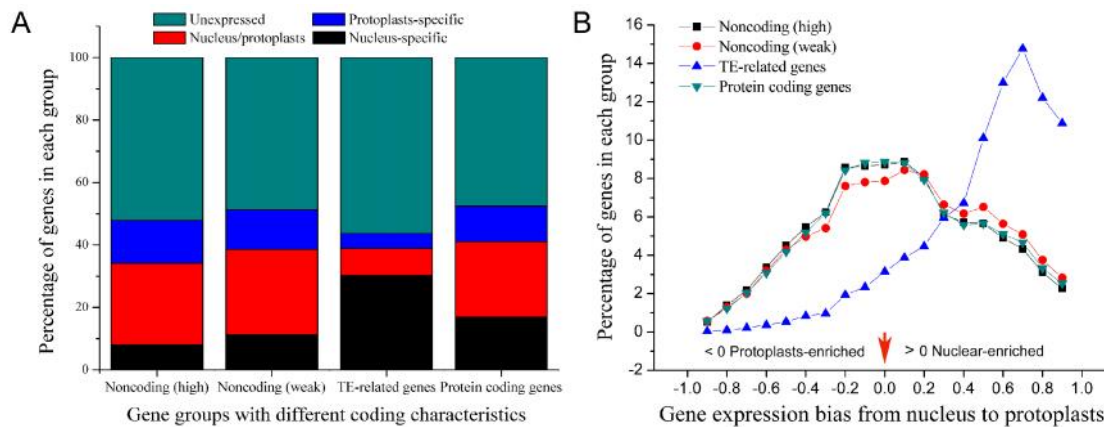 A
Unexpressed
Protoplasts-specific
Nucleus/protoplasts
Nucleus-specific
Percentage of genes in each group
100
80
60
40
20
0
Noncoding (high)
Noncoding (weak)
TE-related genes
Protein coding genes
Gene groups with different coding characteristics
B
Noncoding (high)
Noncoding (weak)
TE-related genes
Protein coding genes
Percentage of genes in each group
16
14
12
10
8
6
4
2
0
< 0 Protoplasts-enriched
> 0 Nuclear-enriched
-1.0 -0.8 -0.6 -0.4 -0.2 0.0 0.2 0.4 0.6 0.8 1.0
Gene expression bias from nucleus to protoplasts